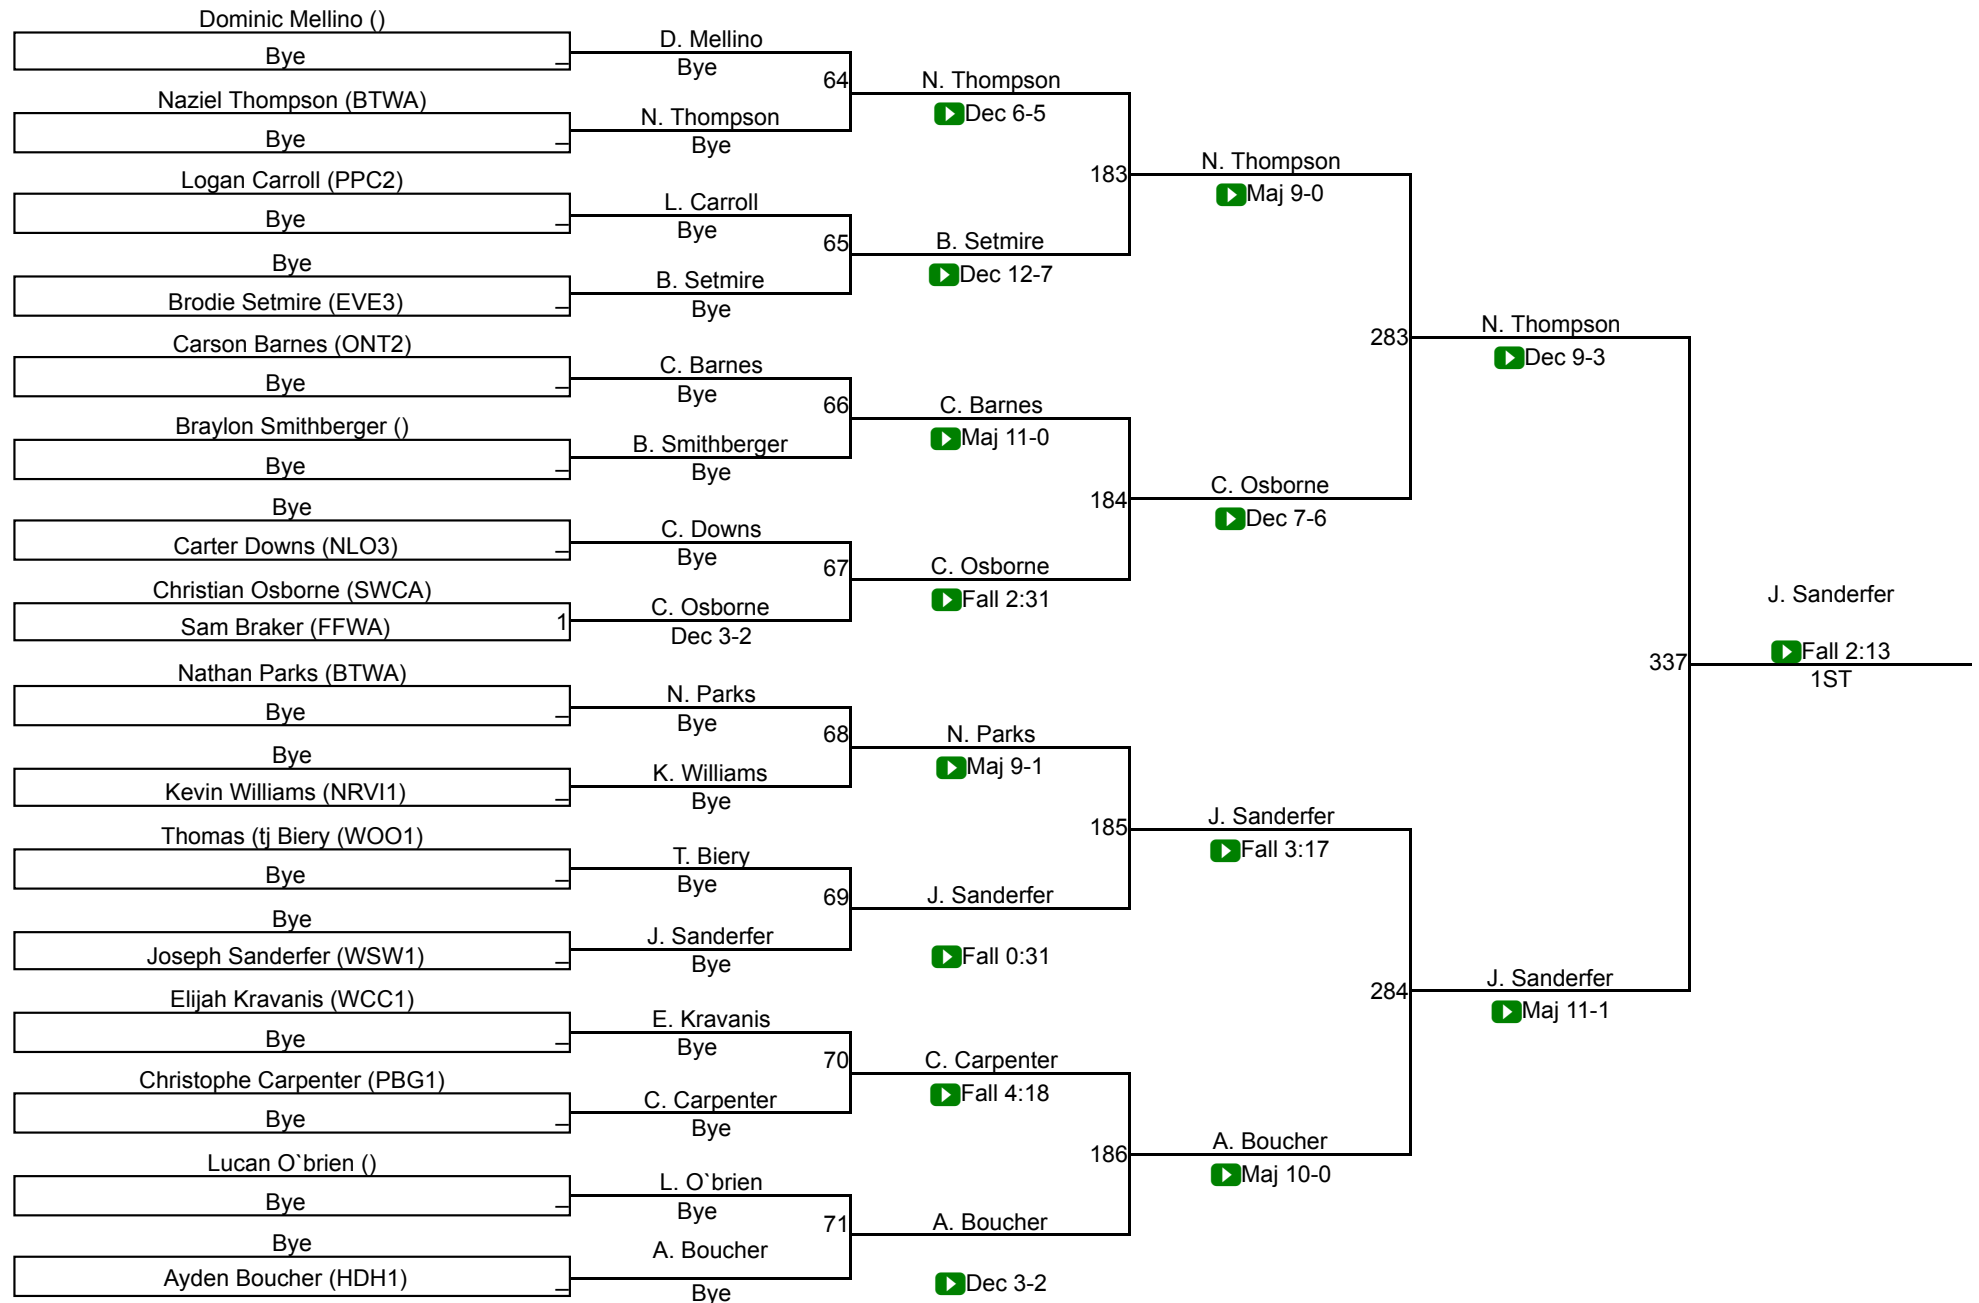 Dominic Mellino ()
Bye
_
Naziel Thompson (BTWA)
Bye
_
Logan Carroll (PPC2)
Bye
_
Bye
Brodie Setmire (EVE3)
_
Carson Barnes (ONT2)
Bye
_
Braylon Smithberger ()
Bye
_
Bye
Carter Downs (NLO3)
_
Christian Osborne (SWCA)
Sam Braker (FFWA)
1
Nathan Parks (BTWA)
Bye
_
Bye
Kevin Williams (NRVI1)
_
Thomas (tj Biery (WOO1)
Bye
_
Bye
Joseph Sanderfer (WSW1)
_
Elijah Kravanis (WCC1)
Bye
_
Christophe Carpenter (PBG1)
Bye
_
Lucan O`brien ()
Bye
_
Bye
Ayden Boucher (HDH1)
_
D. Mellino
Bye
64
N. Thompson
Bye
L. Carroll
Bye
65
B. Setmire
Bye
C. Barnes
Bye
66
B. Smithberger
Bye
C. Downs
Bye
67
C. Osborne
Dec 3-2
N. Parks
Bye
68
K. Williams
Bye
T. Biery
Bye
69
J. Sanderfer
Bye
E. Kravanis
Bye
70
C. Carpenter
Bye
L. O`brien
Bye
71
A. Boucher
Bye
N. Thompson
Dec 6-5
183
B. Setmire
Dec 12-7
C. Barnes
Maj 11-0
184
C. Osborne
Fall 2:31
N. Parks
Maj 9-1
185
J. Sanderfer
Fall 0:31
C. Carpenter
Fall 4:18
186
A. Boucher
Dec 3-2
N. Thompson
Maj 9-0
283
C. Osborne
Dec 7-6
J. Sanderfer
Fall 3:17
284
A. Boucher
Maj 10-0
N. Thompson
Dec 9-3
337
J. Sanderfer
Maj 11-1
J. Sanderfer
Fall 2:13
1ST